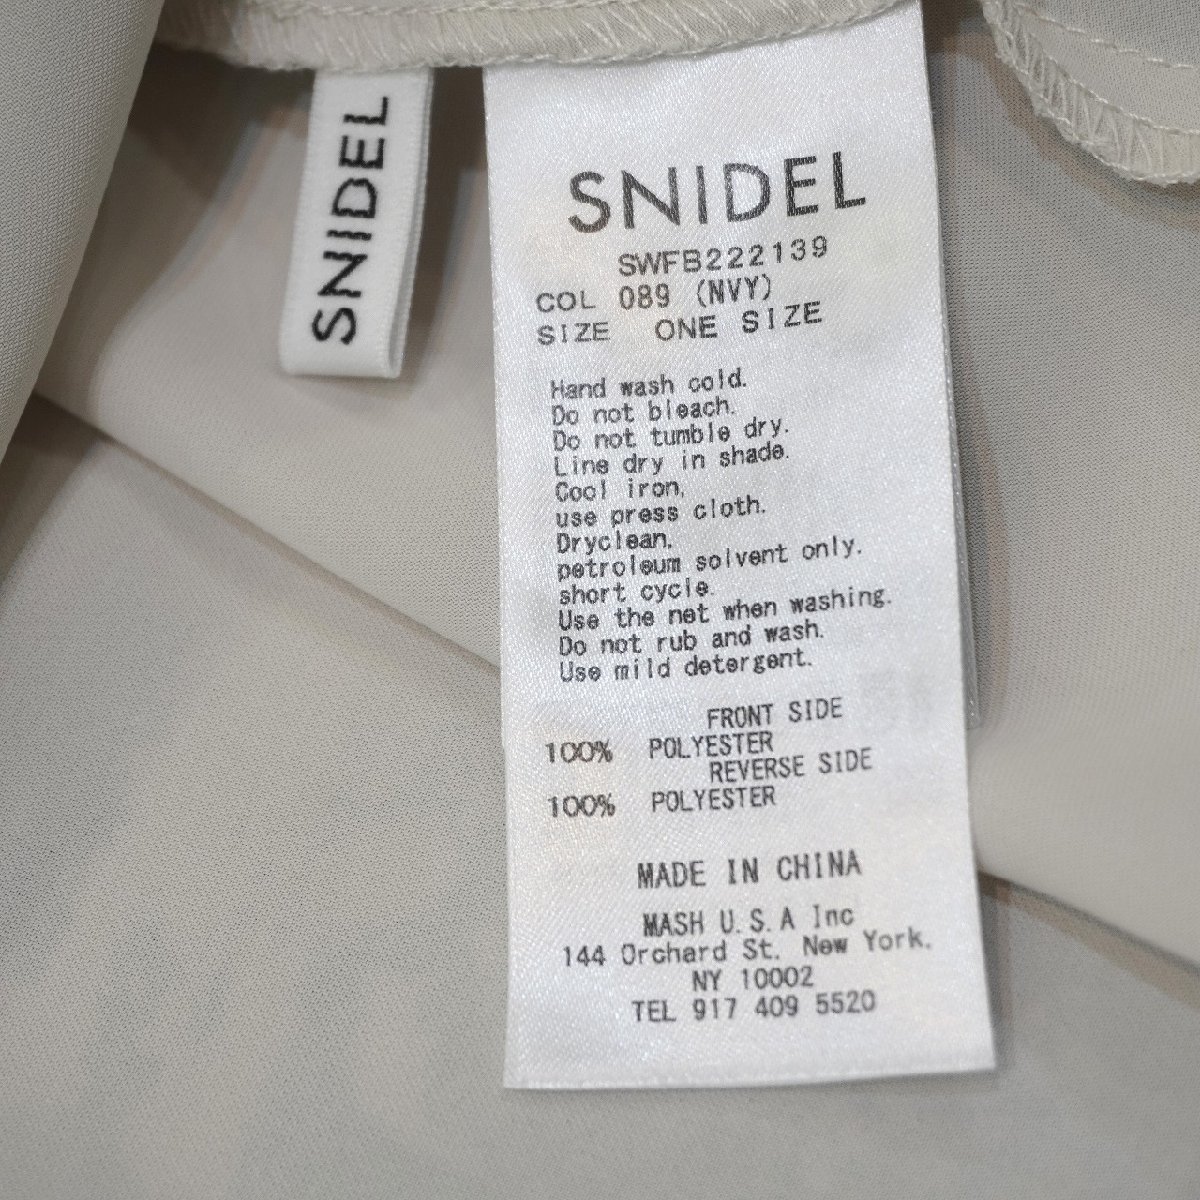 SNIDEL
SNIDEL
SWFB222139
COL 089 (NVY)
SIZE ONE SIZE
Hand wash cold.
Do not bleach.
Do not tumble dry.
Line dry in shade.
Cool iron,
use press cloth.
Dryclean,
petroleum solvent only.
short cycle.
Use the net when washing.
Do not rub and wash.
Use mild detergent.
FRONT SIDE
100% POLYESTER
REVERSE SIDE
100% POLYESTER
MADE IN CHINA
MASH U.S.A Inc
144 Orchard St. New York.
NY 10002
TEL 917 409 5520